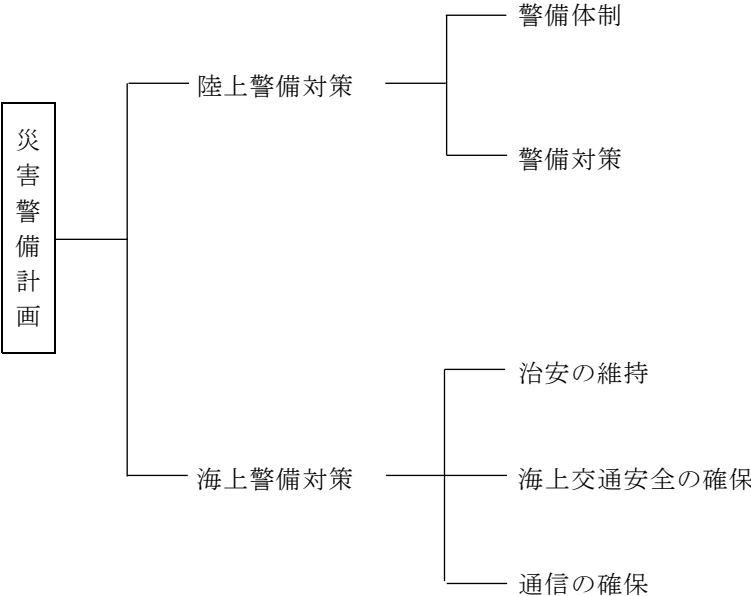 災害警備計画
陸上警備対策
警備体制
警備対策
海上警備対策
治安の維持
海上交通安全の確保
通信の確保